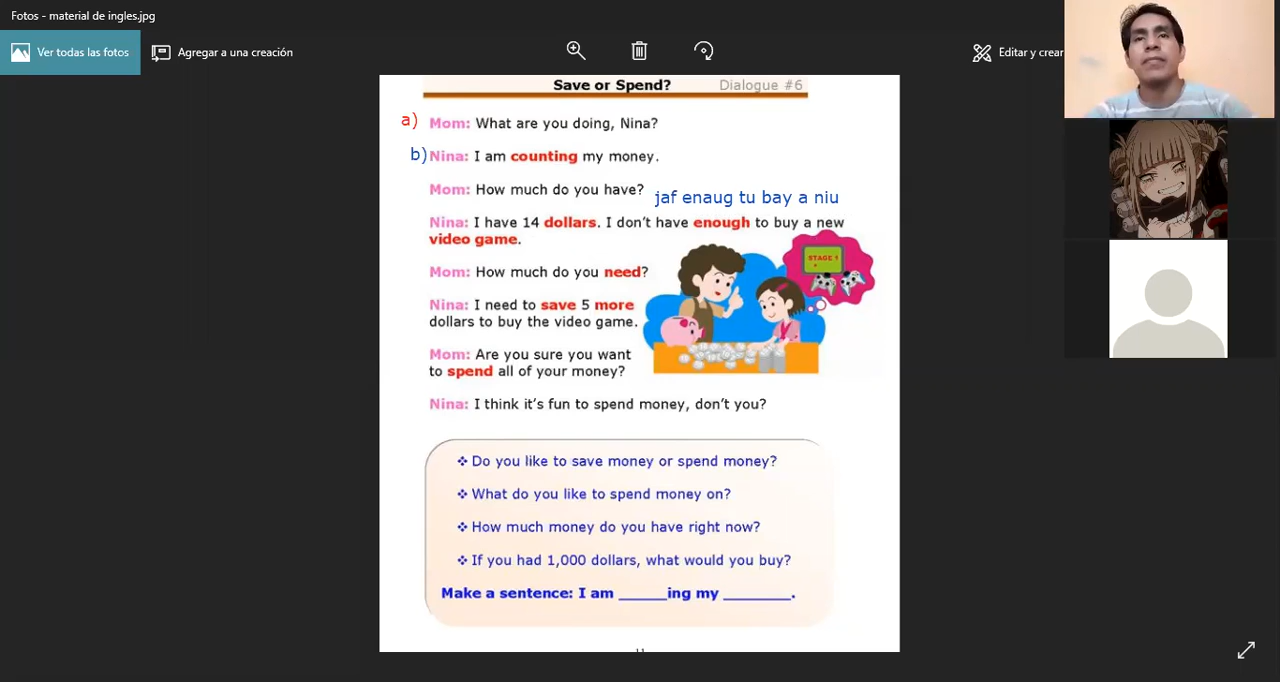 Fotos - material de ingles.jpg
Ver todas las fotos
Agregar a una creación
Editar y crear
Save or Spend? Dialogue #6
a) Mom: What are you doing, Nina?
b) Nina: I am counting my money.
Mom: How much do you have?
jaf enaug tu bay a niu
Nina: I have 14 dollars. I don't have enough to buy a new
video game.
STAGE 1
Mom: How much do you need?
Nina: I need to save 5 more
dollars to buy the video game.
Mom: Are you sure you want
to spend all of your money?
Nina: I think it's fun to spend money, don't you?
❖ Do you like to save money or spend money?
❖ What do you like to spend money on?
❖ How much money do you have right now?
❖ If you had 1,000 dollars, what would you buy?
Make a sentence: I am ______ing my ________.